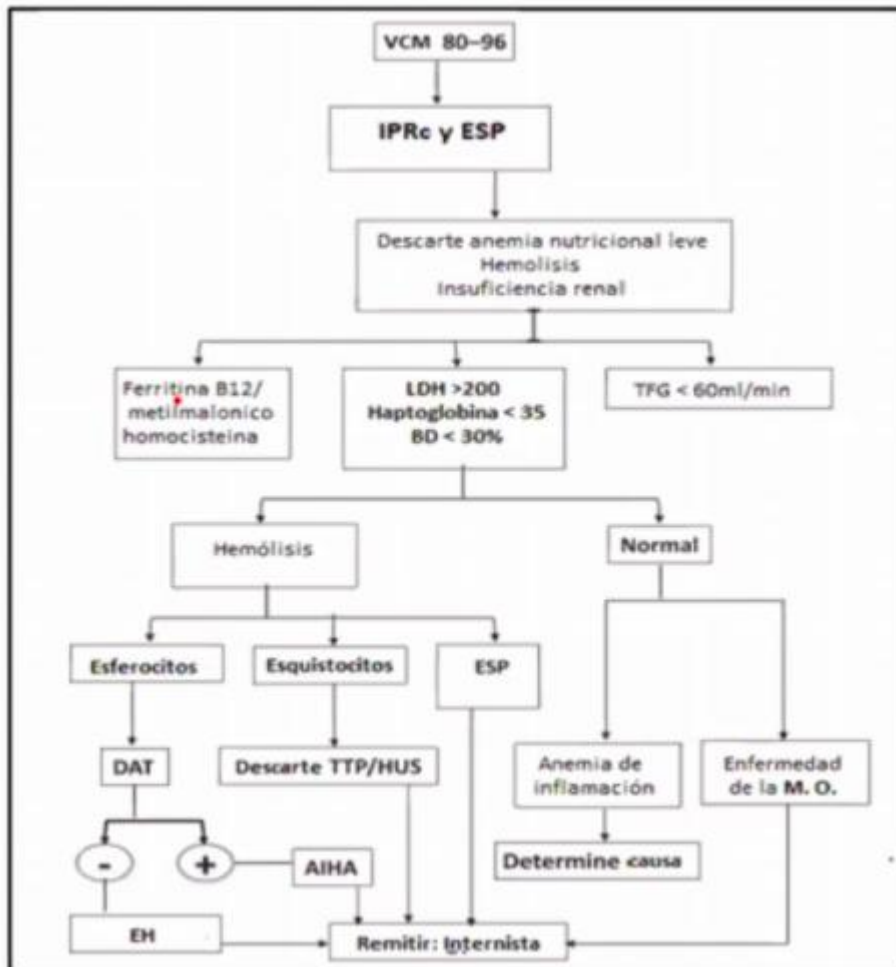 VCM 80–96
IPRc y ESP
Descarte anemia nutricional leve
Hemolisis
Insuficiencia renal
Ferritina B12/
metilmalonico
homocisteina
LDH >200
Haptoglobina < 35
BD < 30%
TFG < 60ml/min
Hemólisis
Normal
Esferocitos
Esquistocitos
ESP
DAT
Descarte TTP/HUS
Anemia de
inflamación
Enfermedad
de la M. O.
-
+
AIHA
Determine causa
EH
Remitir: Internista